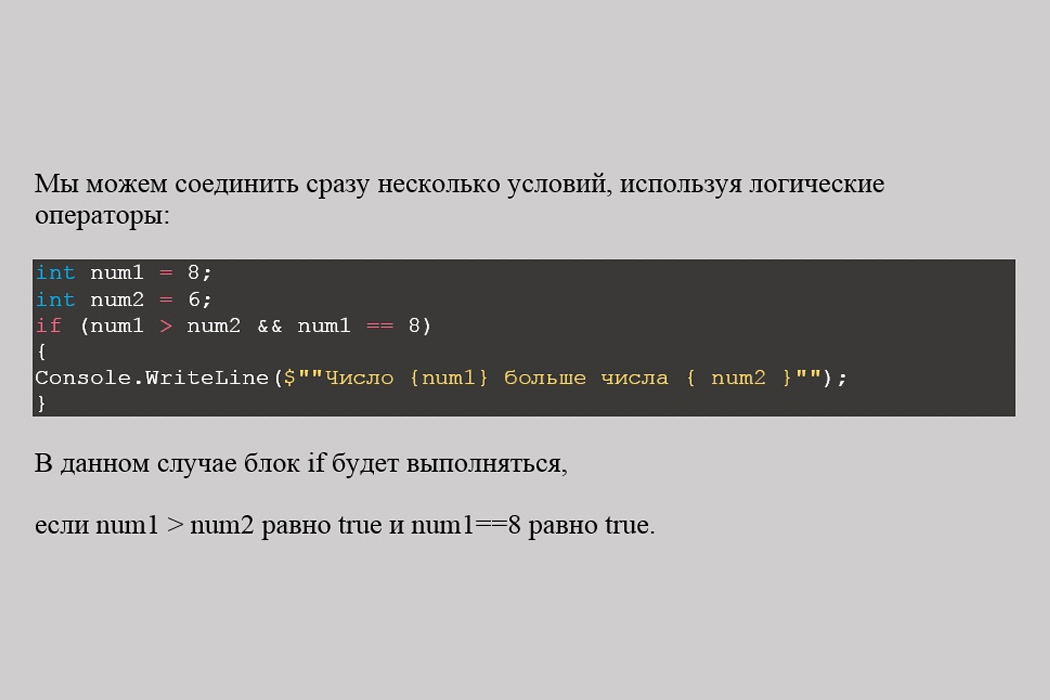 Мы можем соединить сразу несколько условий, используя логические
операторы:
int num1 = 8;
int num2 = 6;
if (num1 > num2 && num1 == 8)
{
Console.WriteLine($""Число {num1} больше числа { num2 }"");
}
В данном случае блок if будет выполняться,
если num1 > num2 равно true и num1==8 равно true.